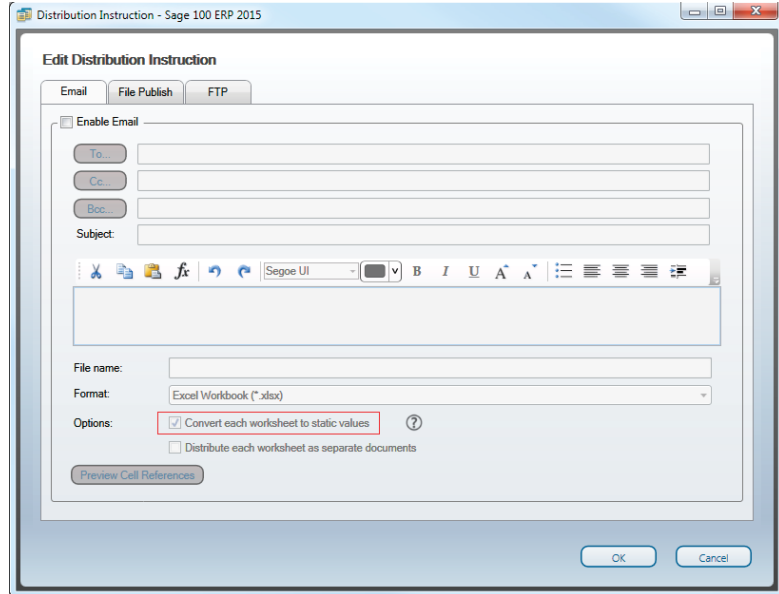 Distribution Instruction - Sage 100 ERP 2015
Edit Distribution Instruction
Email File Publish FTP
Enable Email
To...
Cc...
Bcc...
Subject:
fx Segoe UI v B I U A A
File name:
Format: Excel Workbook (*.xlsx)
Options: Convert each worksheet to static values ?
Distribute each worksheet as separate documents
Preview Cell References
OK Cancel